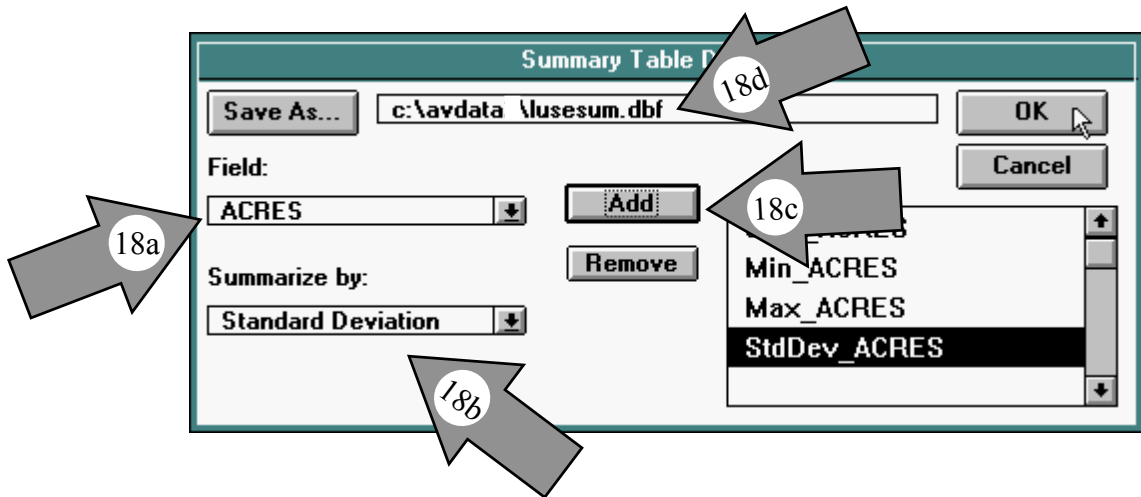 Summary Table D
18d
Save As...
c:\avdata \lusesum.dbf
OK
Field:
Cancel
ACRES
Add
18c
18a
Remove
Min_ACRES
Summarize by:
Max_ACRES
Standard Deviation
StdDev_ACRES
18b